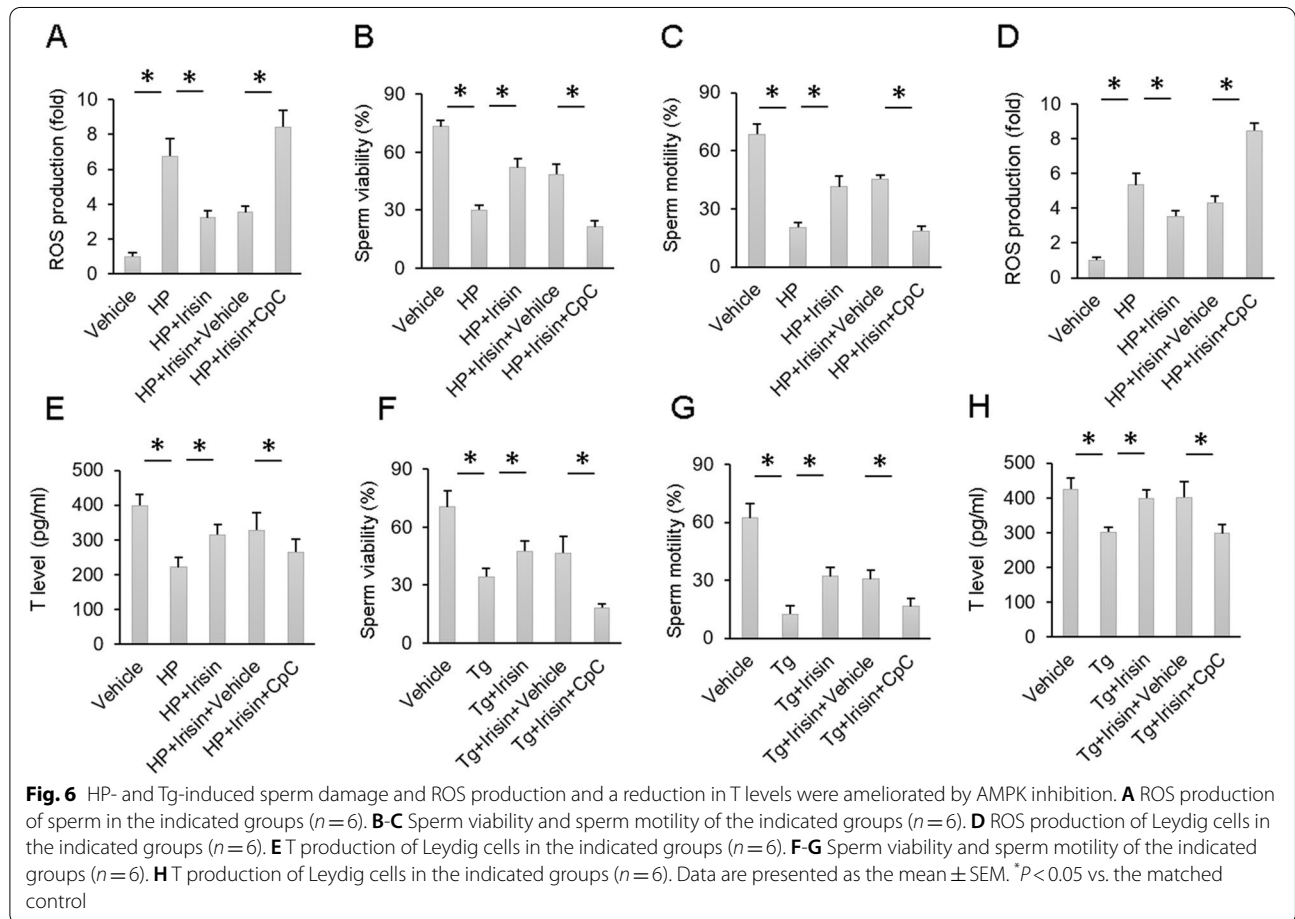 A
B
C
D
* * *
* * *
* * *
* * *
ROS production (fold)
10
8
6
4
2
0
Vehicle
HP
HP+Irisin
HP+Irisin+Vehicle
HP+Irisin+CpC
Sperm viability (%)
90
60
30
0
Vehicle
HP
HP+Irisin
HP+Irisin+Vehilce
HP+Irisin+CpC
Sperm motility (%)
90
60
30
0
Vehicle
HP
HP+Irisin
HP+Irisin+Vehicle
HP+Irisin+CpC
ROS production (fold)
10
8
6
4
2
0
Vehicle
HP
HP+Irisin
HP+Irisin+Vehicle
HP+Irisin+CpC
E
F
G
H
* * *
* * *
* * *
* * *
T level (pg/ml)
500
400
300
200
100
0
Vehicle
HP
HP+Irisin
HP+Irisin+Vehicle
HP+Irisin+CpC
Sperm viability (%)
90
60
30
0
Vehicle
Tg
Tg+Irisin
Tg+Irisin+Vehicle
Tg+Irisin+CpC
Sperm motility (%)
90
60
30
0
Vehicle
Tg
Tg+Irisin
Tg+Irisin+Vehicle
Tg+Irisin+CpC
T level (pg/ml)
500
400
300
200
100
0
Vehicle
Tg
Tg+Irisin
Tg+Irisin+Vehicle
Tg+Irisin+CpC
Fig. 6 HP- and Tg-induced sperm damage and ROS production and a reduction in T levels were ameliorated by AMPK inhibition. A ROS production
of sperm in the indicated groups (n = 6). B-C Sperm viability and sperm motility of the indicated groups (n = 6). D ROS production of Leydig cells in
the indicated groups (n = 6). E T production of Leydig cells in the indicated groups (n = 6). F-G Sperm viability and sperm motility of the indicated
groups (n = 6). H T production of Leydig cells in the indicated groups (n = 6). Data are presented as the mean ± SEM. *P < 0.05 vs. the matched
control